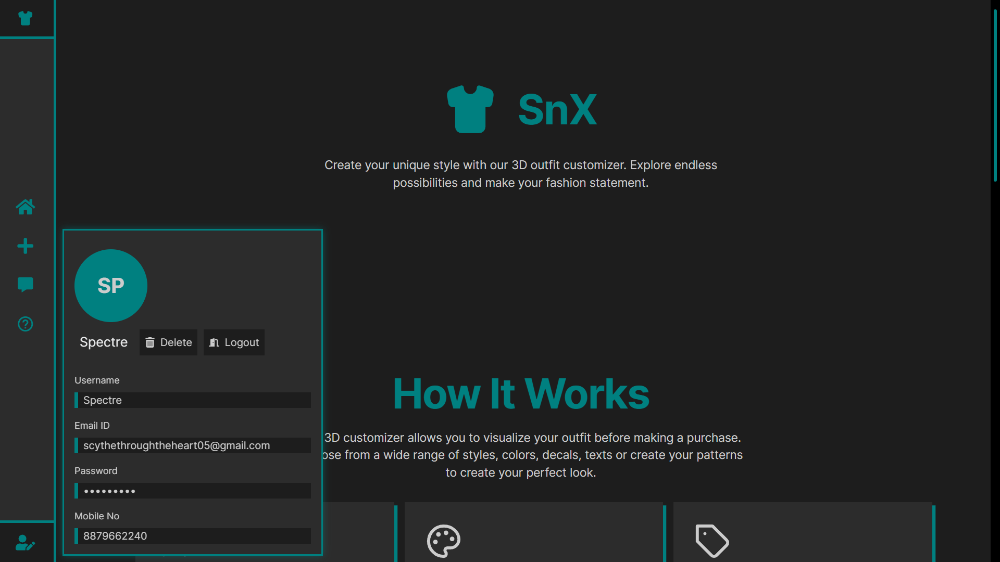 SnX
Create your unique style with our 3D outfit customizer. Explore endless
possibilities and make your fashion statement.
SP
Spectre
Delete
Logout
Username
Spectre
Email ID
scythethroughtheheart05@gmail.com
Password
•••••••••
Mobile No
8879662240
How It Works
3D customizer allows you to visualize your outfit before making a purchase.
ose from a wide range of styles, colors, decals, texts or create your patterns
to create your perfect look.